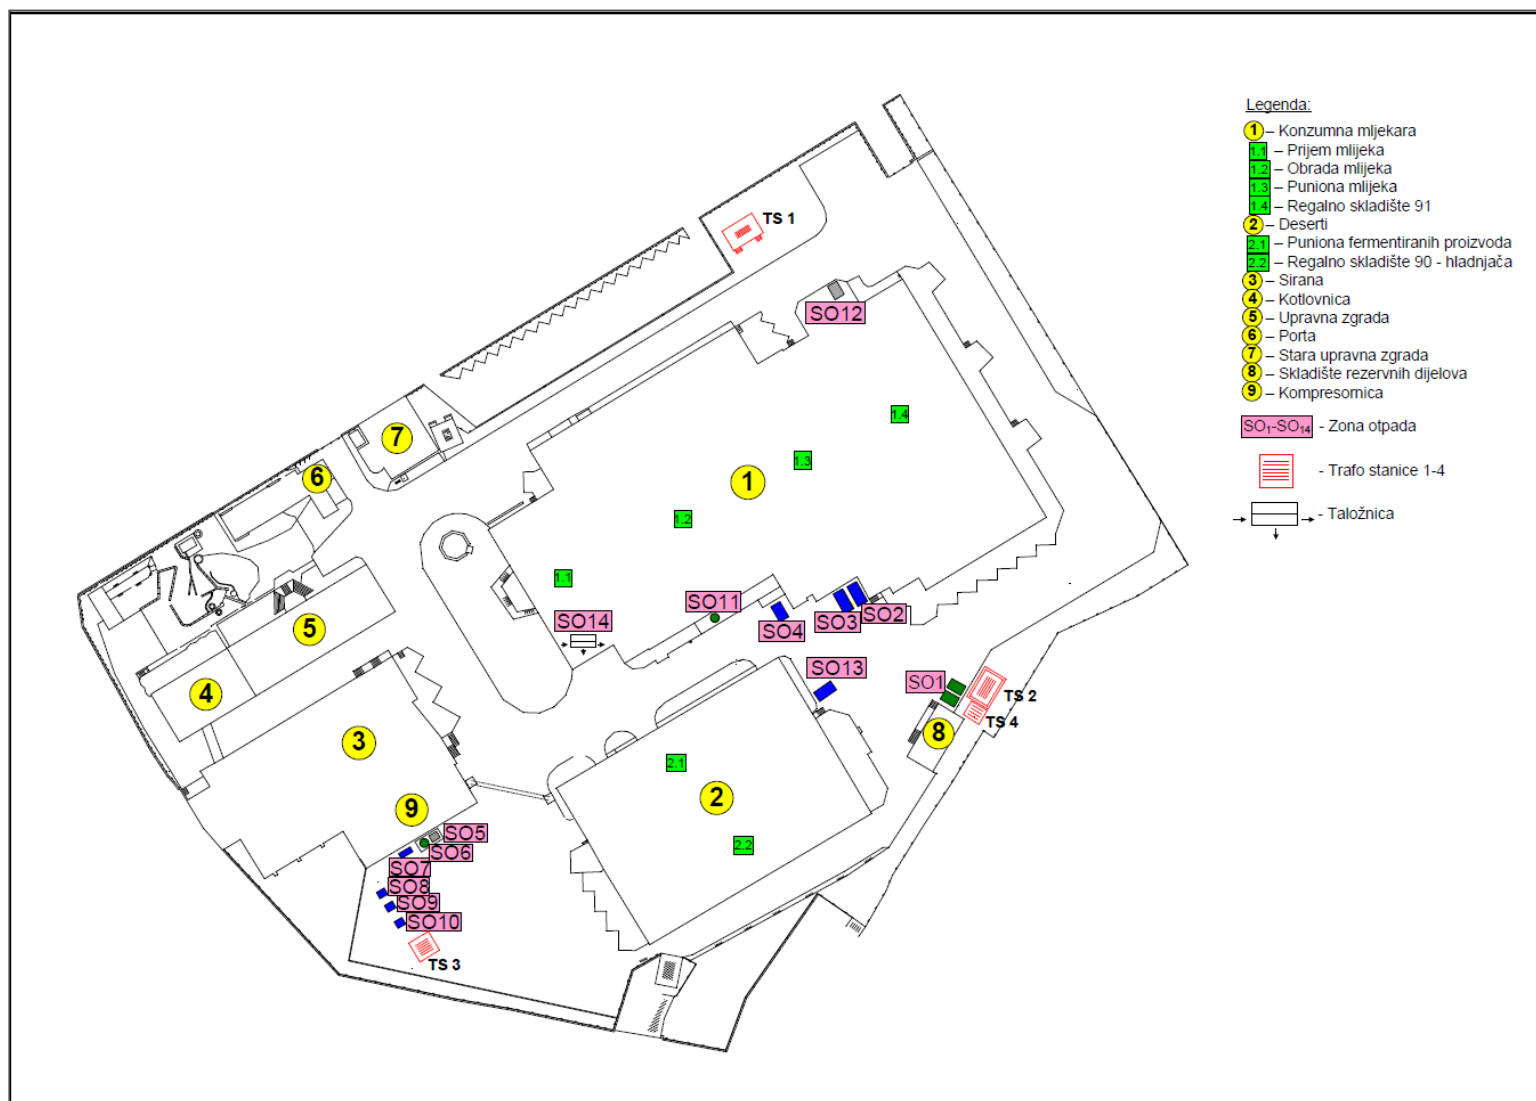 Legenda:
1 – Konzumna mljekara
1.1 – Prijem mlijeka
1.2 – Obrada mlijeka
1.3 – Puniona mlijeka
1.4 – Regalno skladište 91
2 – Deserti
2.1 – Puniona fermentiranih proizvoda
2.2 – Regalno skladište 90 - hladnjača
3 – Sirana
4 – Kotlovnica
5 – Upravna zgrada
6 – Porta
7 – Stara upravna zgrada
8 – Skladište rezervnih dijelova
9 – Kompresornica
SO1-SO14 - Zona otpada
- Trafo stanice 1-4
- Taložnica
TS 1
SO12
1.4
7
1.3
6
1
1.2
1.1
SO11
SO14
SO3
SO2
SO4
5
SO13
SO1
4
TS 2
TS 4
8
3
2.1
2
9
SO5
2.2
SO6
SO7
SO8
SO9
SO10
TS 3